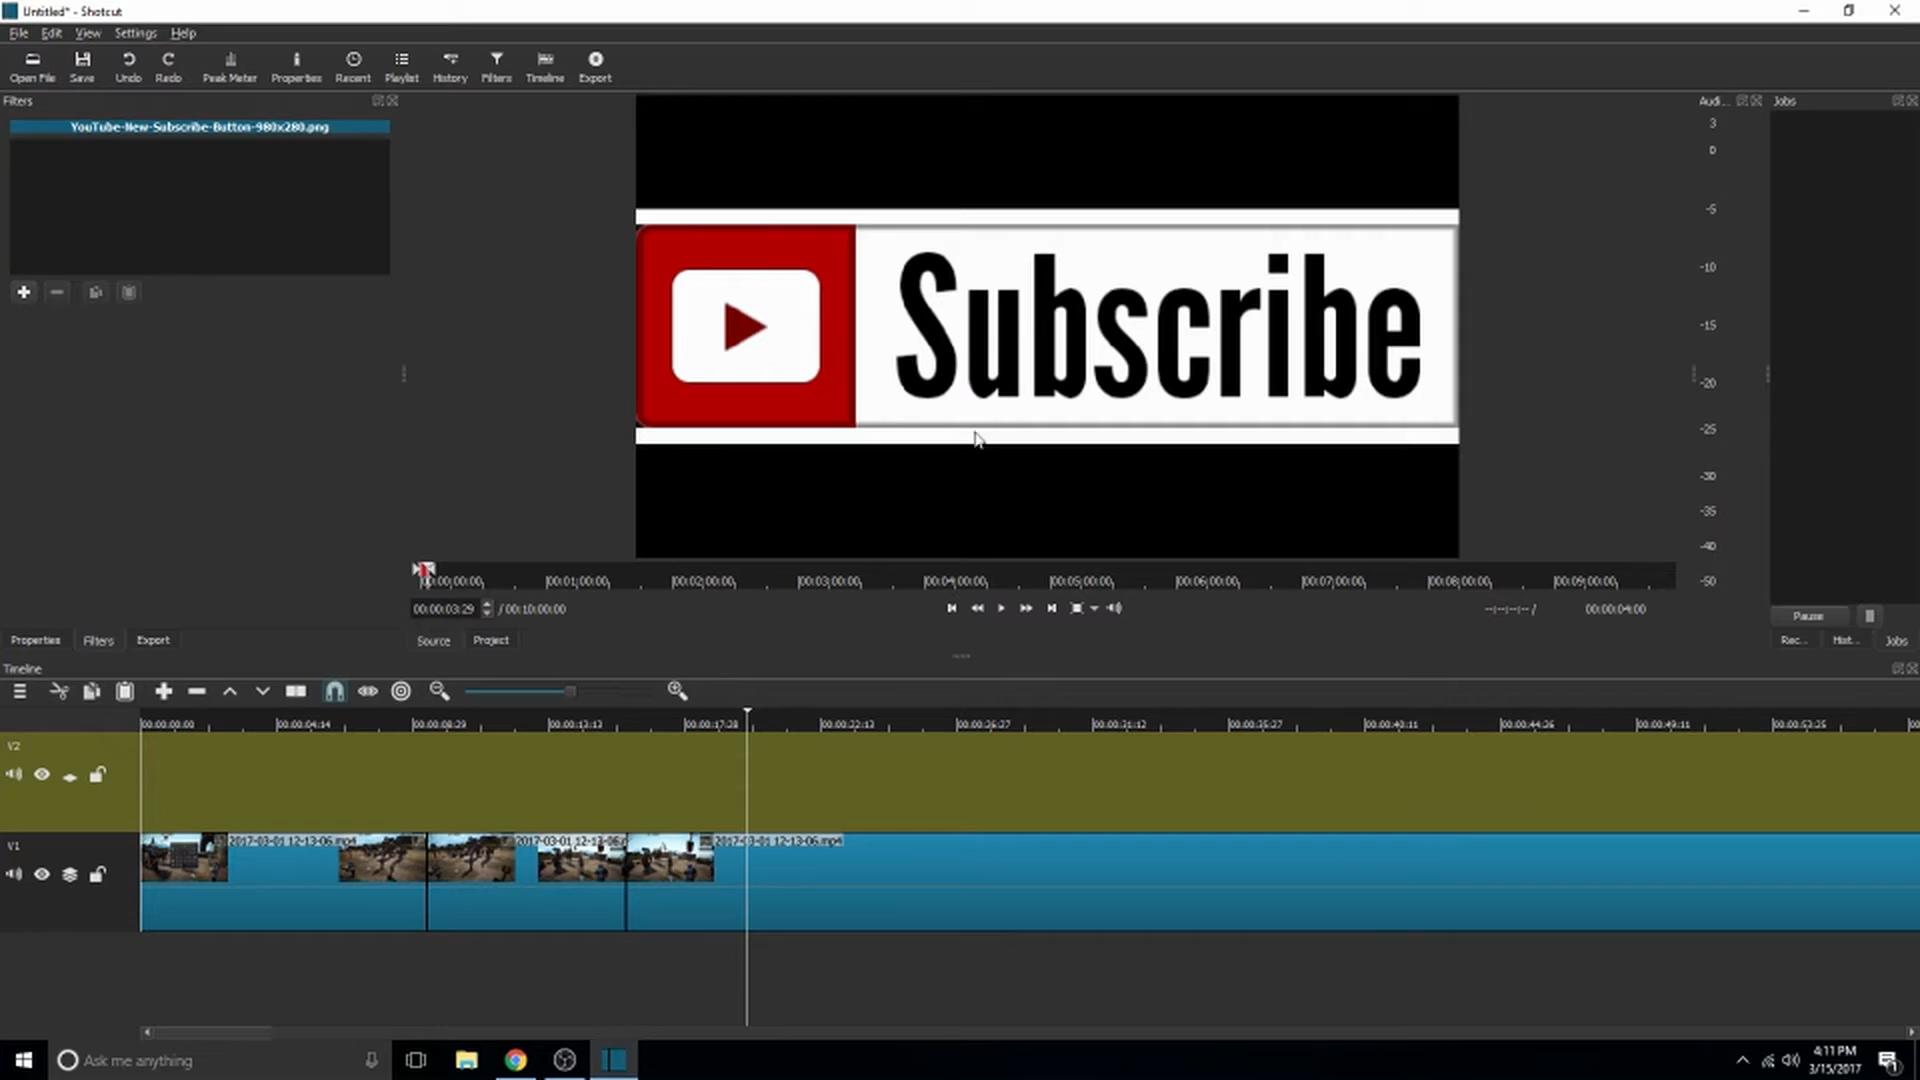 Untitled* - Shotcut
File Edit View Settings Help
Open File Save Undo Redo Peak Meter Properties Recent Playlist History Filters Timeline Export
Filters
Audi... Jobs
YouTube-New-Subscribe-Button-980x280.png
Subscribe
3
0
-5
-10
-15
-20
-25
-30
-35
-40
-50
00:00:00 00:01:00:00 00:02:00:00 00:03:00:00 00:04:00:00 00:05:00:00 00:06:00:00 00:07:00:00 00:08:00:00 00:09:00:00
00:00:03:29 / 00:10:00:00
--:--:--:-- / 00:00:04:00
Pause
Properties Filters Export
Source Project
Rec... Hist... Jobs
Timeline
00:00:00:00 00:00:04:14 00:00:08:29 00:00:13:13 00:00:17:28 00:00:22:13 00:00:26:27 00:00:31:12 00:00:35:27 00:00:40:11 00:00:44:26 00:00:49:11 00:00:53:25
V2
V1
2017-03-01 12-13-06.mp4 2017-03-01 12-13-06. 2017-03-01 12-13-06.mp4
Ask me anything
4:11 PM
3/15/2017